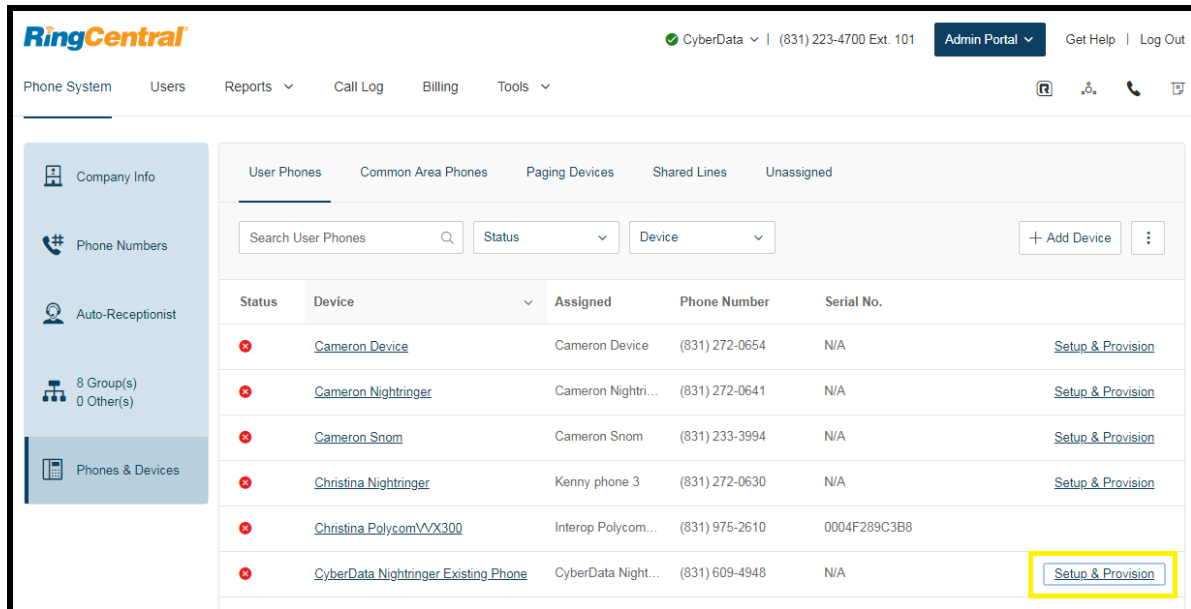 RingCentral
CyberData | (831) 223-4700 Ext. 101 Admin Portal Get Help | Log Out
Phone System Users Reports Call Log Billing Tools
Company Info
Phone Numbers
Auto-Receptionist
8 Group(s)
0 Other(s)
Phones & Devices
User Phones Common Area Phones Paging Devices Shared Lines Unassigned
Search User Phones Status Device + Add Device
Status Device Assigned Phone Number Serial No.
Cameron Device Cameron Device (831) 272-0654 N/A Setup & Provision
Cameron Nightringer Cameron Nightri... (831) 272-0641 N/A Setup & Provision
Cameron Snom Cameron Snom (831) 233-3994 N/A Setup & Provision
Christina Nightringer Kenny phone 3 (831) 272-0630 N/A Setup & Provision
Christina PolycomVVX300 Interop Polycom... (831) 975-2610 0004F289C3B8
CyberData Nightringer Existing Phone CyberData Night... (831) 609-4948 N/A Setup & Provision